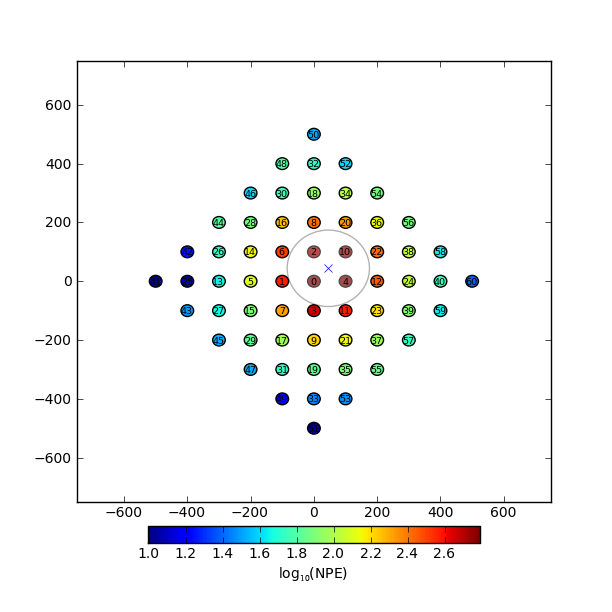 600
50
400 48 32 52
46 30 18 34 54
200 44 28 16 8 20 36 56
26 14 6 2 10 22 38 58
0 13 5 1 0 4 12 24 40 60
43 27 15 7 3 11 23 39 59
−200 45 29 17 9 21 37 57
47 31 19 35 55
−400 33 53
−600
−600 −400 −200 0 200 400 600
1.0 1.2 1.4 1.6 1.8 2.0 2.2 2.4 2.6
log₁₀(NPE)